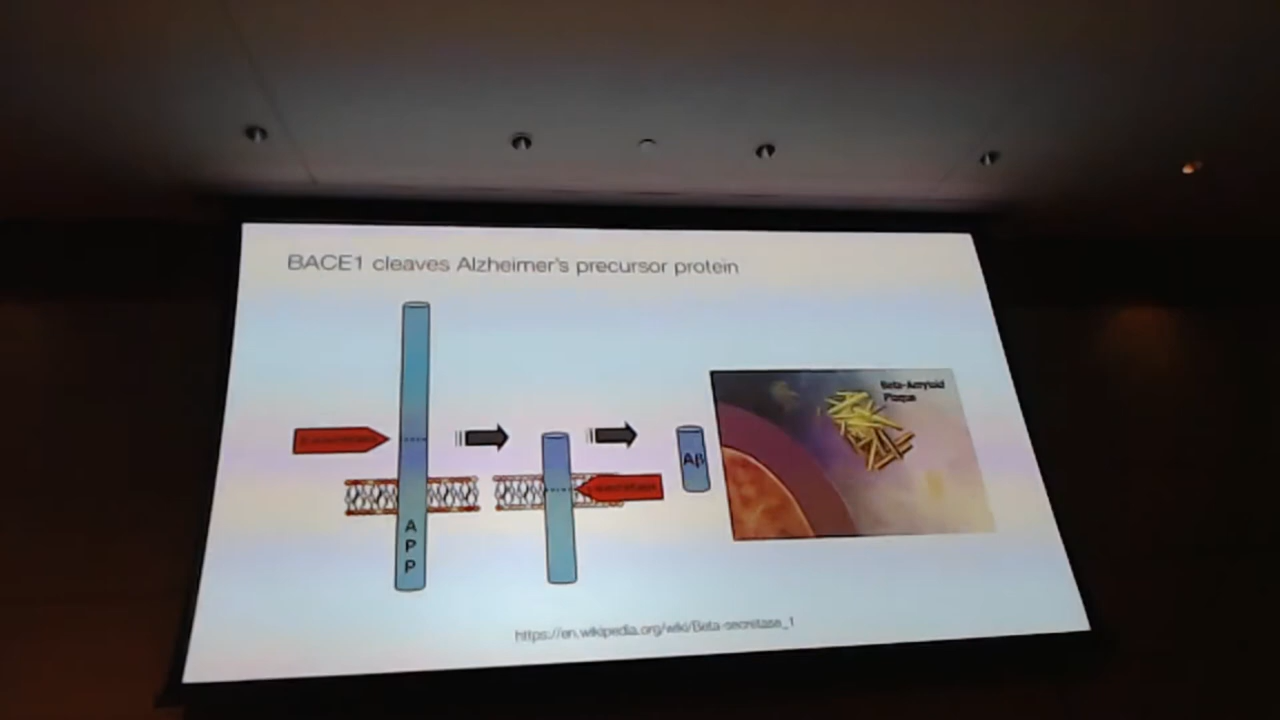 BACE1 cleaves Alzheimer's precursor protein
Beta-Amyloid
Plaque
Aβ
A
P
P
https://en.wikipedia.org/wiki/Beta-secretase_1